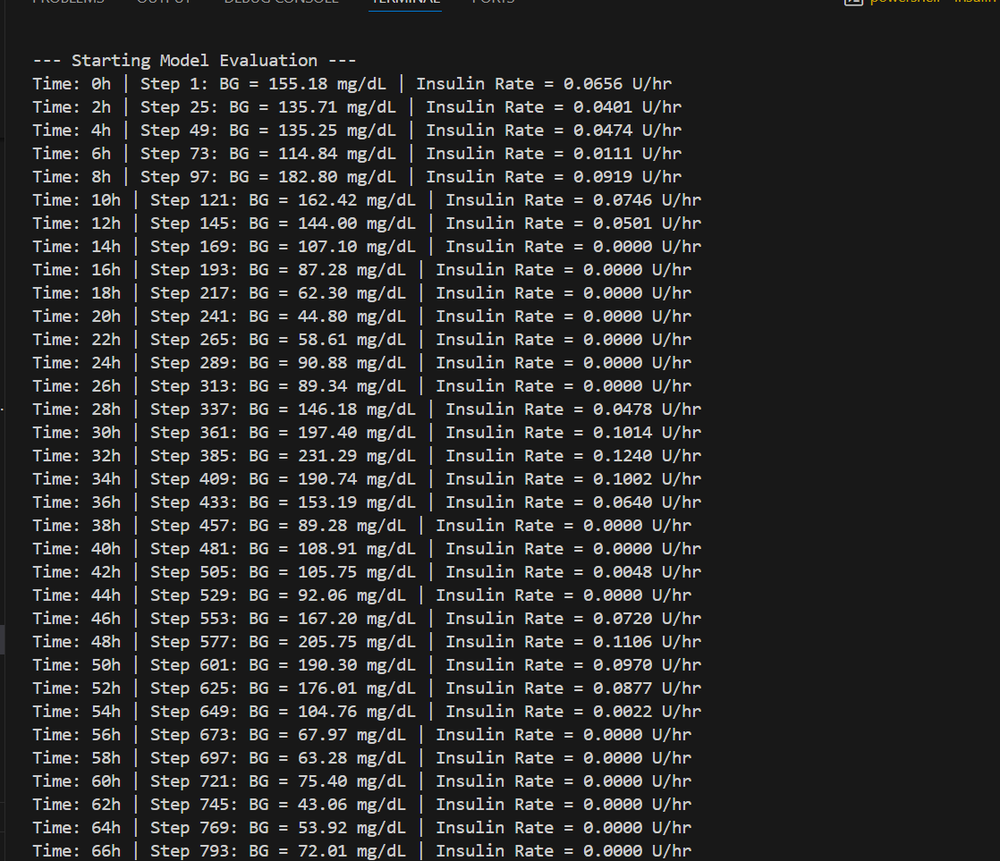 PROBLEMS OUTPUT DEBUG CONSOLE TERMINAL PORTS powershell - insulin
--- Starting Model Evaluation ---
Time: 0h | Step 1: BG = 155.18 mg/dL | Insulin Rate = 0.0656 U/hr
Time: 2h | Step 25: BG = 135.71 mg/dL | Insulin Rate = 0.0401 U/hr
Time: 4h | Step 49: BG = 135.25 mg/dL | Insulin Rate = 0.0474 U/hr
Time: 6h | Step 73: BG = 114.84 mg/dL | Insulin Rate = 0.0111 U/hr
Time: 8h | Step 97: BG = 182.80 mg/dL | Insulin Rate = 0.0919 U/hr
Time: 10h | Step 121: BG = 162.42 mg/dL | Insulin Rate = 0.0746 U/hr
Time: 12h | Step 145: BG = 144.00 mg/dL | Insulin Rate = 0.0501 U/hr
Time: 14h | Step 169: BG = 107.10 mg/dL | Insulin Rate = 0.0000 U/hr
Time: 16h | Step 193: BG = 87.28 mg/dL | Insulin Rate = 0.0000 U/hr
Time: 18h | Step 217: BG = 62.30 mg/dL | Insulin Rate = 0.0000 U/hr
Time: 20h | Step 241: BG = 44.80 mg/dL | Insulin Rate = 0.0000 U/hr
Time: 22h | Step 265: BG = 58.61 mg/dL | Insulin Rate = 0.0000 U/hr
Time: 24h | Step 289: BG = 90.88 mg/dL | Insulin Rate = 0.0000 U/hr
Time: 26h | Step 313: BG = 89.34 mg/dL | Insulin Rate = 0.0000 U/hr
Time: 28h | Step 337: BG = 146.18 mg/dL | Insulin Rate = 0.0478 U/hr
Time: 30h | Step 361: BG = 197.40 mg/dL | Insulin Rate = 0.1014 U/hr
Time: 32h | Step 385: BG = 231.29 mg/dL | Insulin Rate = 0.1240 U/hr
Time: 34h | Step 409: BG = 190.74 mg/dL | Insulin Rate = 0.1002 U/hr
Time: 36h | Step 433: BG = 153.19 mg/dL | Insulin Rate = 0.0640 U/hr
Time: 38h | Step 457: BG = 89.28 mg/dL | Insulin Rate = 0.0000 U/hr
Time: 40h | Step 481: BG = 108.91 mg/dL | Insulin Rate = 0.0000 U/hr
Time: 42h | Step 505: BG = 105.75 mg/dL | Insulin Rate = 0.0048 U/hr
Time: 44h | Step 529: BG = 92.06 mg/dL | Insulin Rate = 0.0000 U/hr
Time: 46h | Step 553: BG = 167.20 mg/dL | Insulin Rate = 0.0720 U/hr
Time: 48h | Step 577: BG = 205.75 mg/dL | Insulin Rate = 0.1106 U/hr
Time: 50h | Step 601: BG = 190.30 mg/dL | Insulin Rate = 0.0970 U/hr
Time: 52h | Step 625: BG = 176.01 mg/dL | Insulin Rate = 0.0877 U/hr
Time: 54h | Step 649: BG = 104.76 mg/dL | Insulin Rate = 0.0022 U/hr
Time: 56h | Step 673: BG = 67.97 mg/dL | Insulin Rate = 0.0000 U/hr
Time: 58h | Step 697: BG = 63.28 mg/dL | Insulin Rate = 0.0000 U/hr
Time: 60h | Step 721: BG = 75.40 mg/dL | Insulin Rate = 0.0000 U/hr
Time: 62h | Step 745: BG = 43.06 mg/dL | Insulin Rate = 0.0000 U/hr
Time: 64h | Step 769: BG = 53.92 mg/dL | Insulin Rate = 0.0000 U/hr
Time: 66h | Step 793: BG = 72.01 mg/dL | Insulin Rate = 0.0000 U/hr